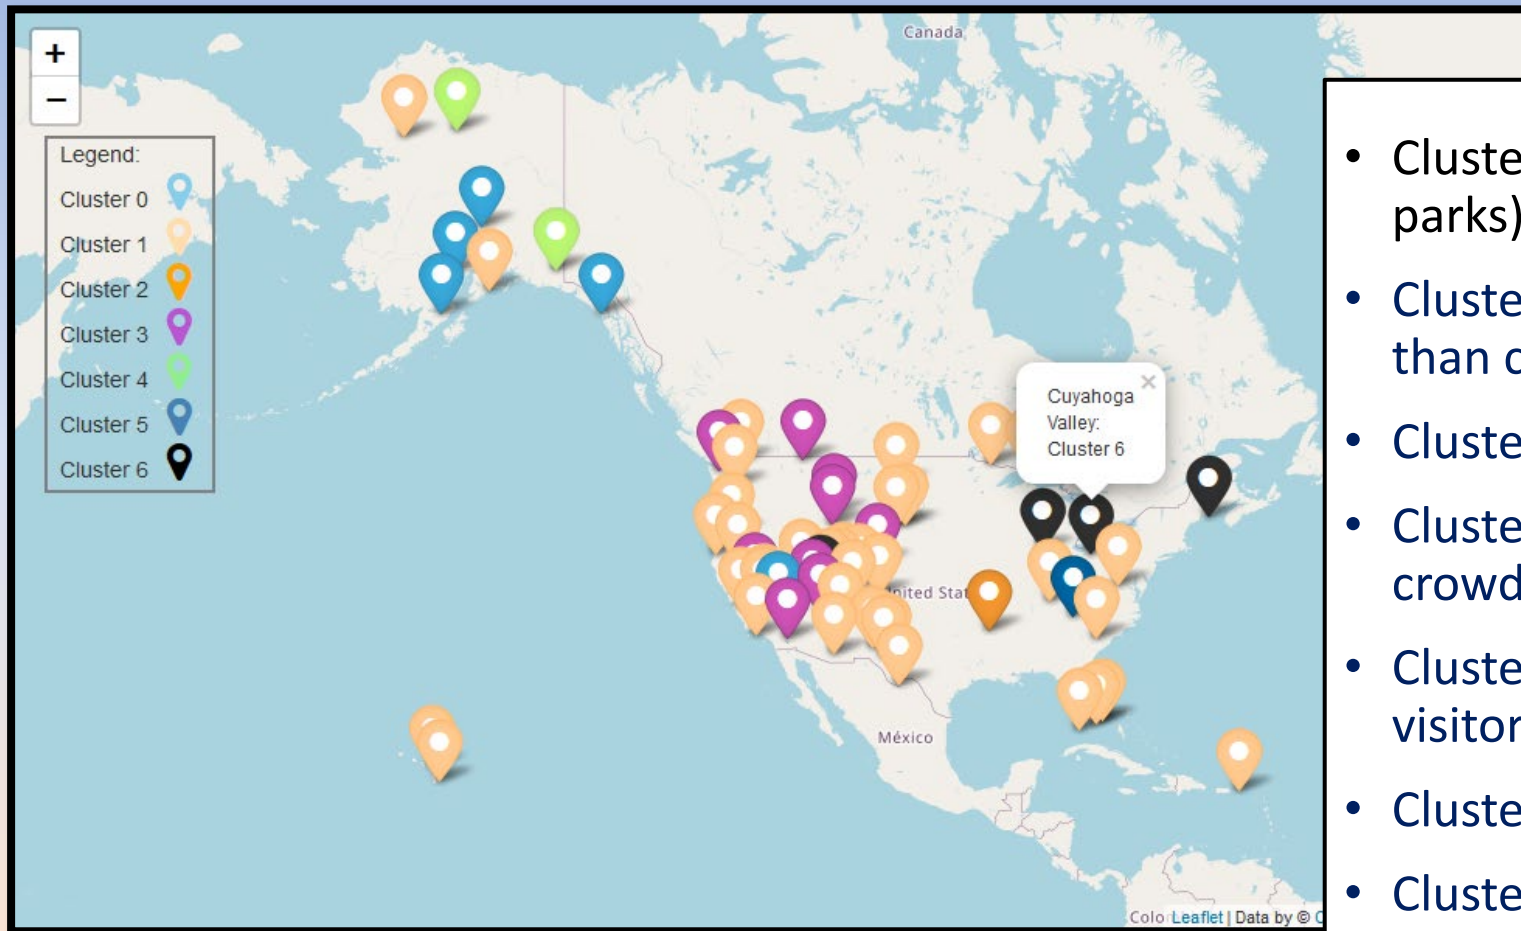 Canada
+
−
Legend:
Cluster 0
Cluster 1
Cluster 2
Cluster 3
Cluster 4
Cluster 5
Cluster 6
Cuyahoga ×
Valley:
Cluster 6
México
Leaflet | Data by ©
• Cluste
parks)
• Cluste
than
• Cluste
• Cluste
crowd
• Cluste
visitor
• Cluste
• Cluste